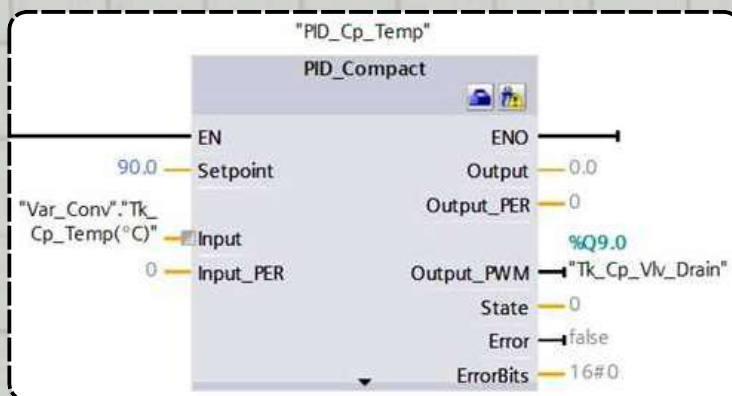 "PID_Cp_Temp"
PID_Compact
EN
ENO
90.0
Setpoint
Output
0.0
Output_PER
0
"Var_Conv"."Tk_
Cp_Temp(°C)"
Input
%Q9.0
0
Input_PER
Output_PWM
"Tk_Cp_Vlv_Drain"
State
0
Error
false
ErrorBits
16#0